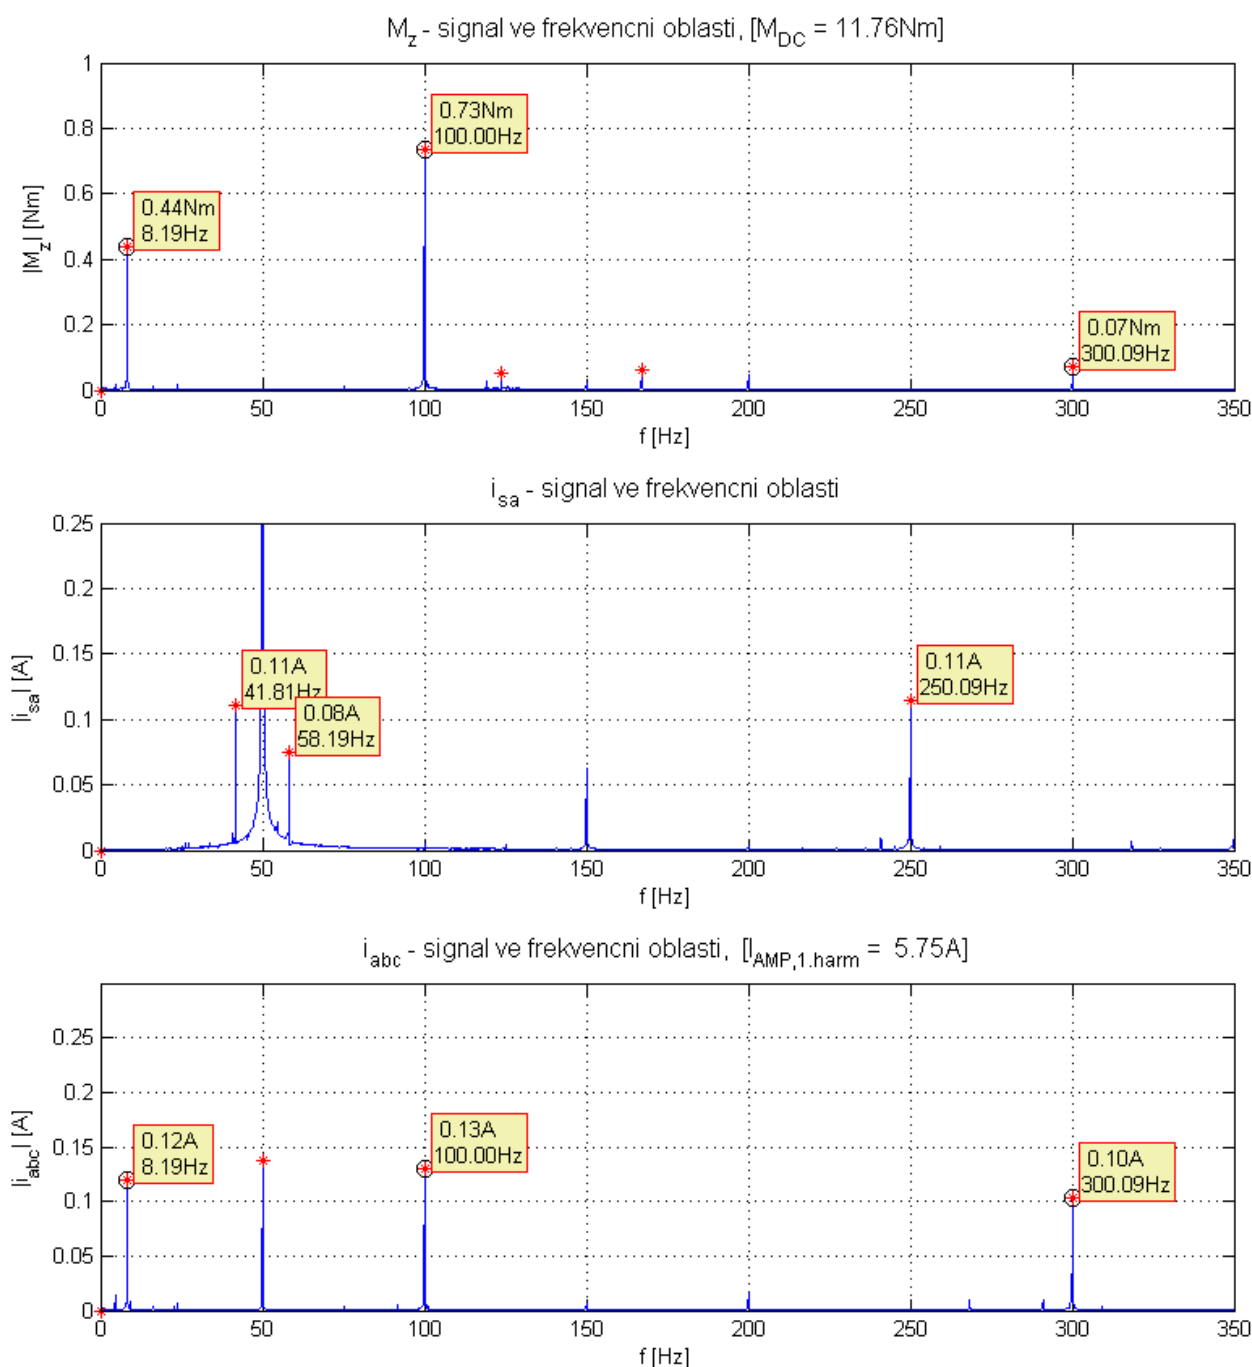 M_z - signal ve frekvencni oblasti, [M_DC = 11.76Nm]
|M_z| [Nm]
1
0.8
0.6
0.4
0.2
0
0.44Nm
8.19Hz
0.73Nm
100.00Hz
0.07Nm
300.09Hz
0 50 100 150 200 250 300 350
f [Hz]
i_sa - signal ve frekvencni oblasti
|i_sa| [A]
0.25
0.2
0.15
0.1
0.05
0
0.11A
41.81Hz
0.08A
58.19Hz
0.11A
250.09Hz
0 50 100 150 200 250 300 350
f [Hz]
i_abc - signal ve frekvencni oblasti, [I_AMP,1.harm = 5.75A]
|i_abc| [A]
0.25
0.2
0.15
0.1
0.05
0
0.12A
8.19Hz
0.13A
100.00Hz
0.10A
300.09Hz
0 50 100 150 200 250 300 350
f [Hz]